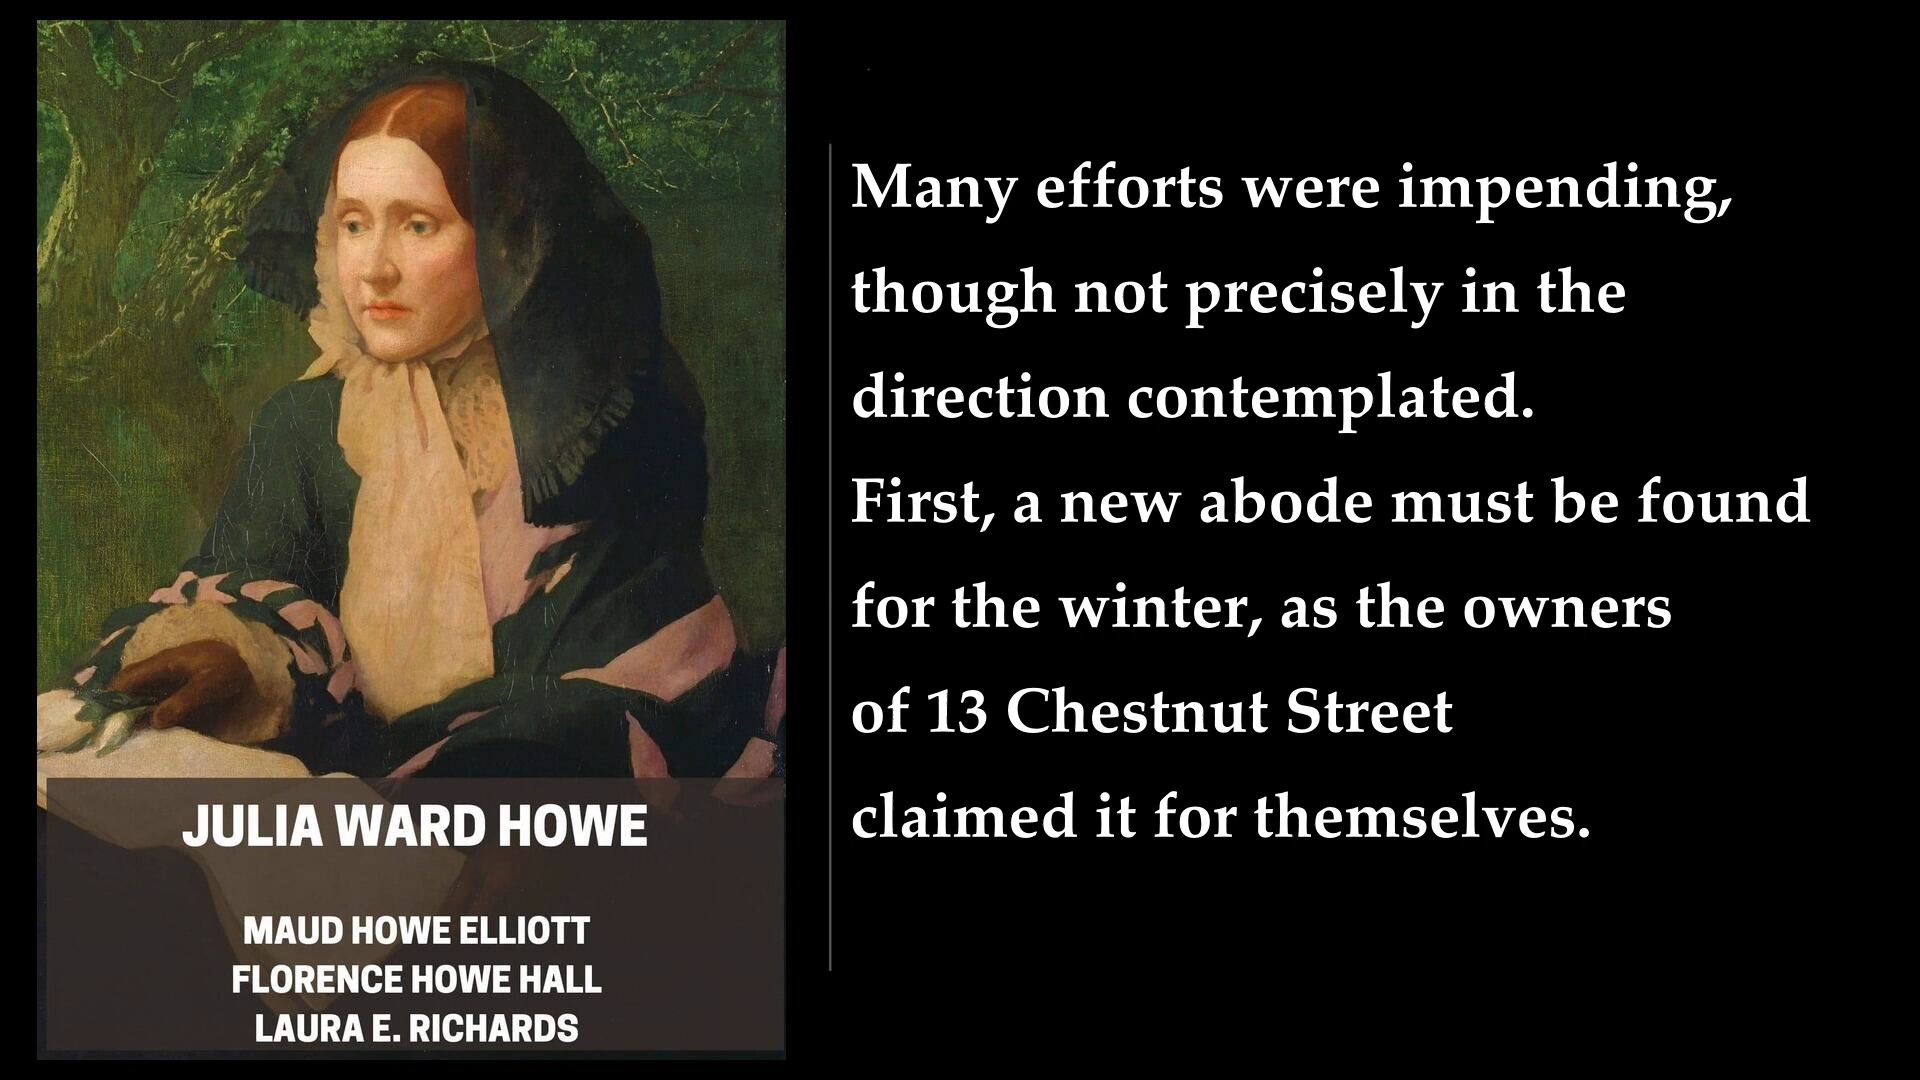 JULIA WARD HOWE
MAUD HOWE ELLIOTT
FLORENCE HOWE HALL
LAURA E. RICHARDS
Many efforts were impending,
though not precisely in the
direction contemplated.
First, a new abode must be found
for the winter, as the owners
of 13 Chestnut Street
claimed it for themselves.